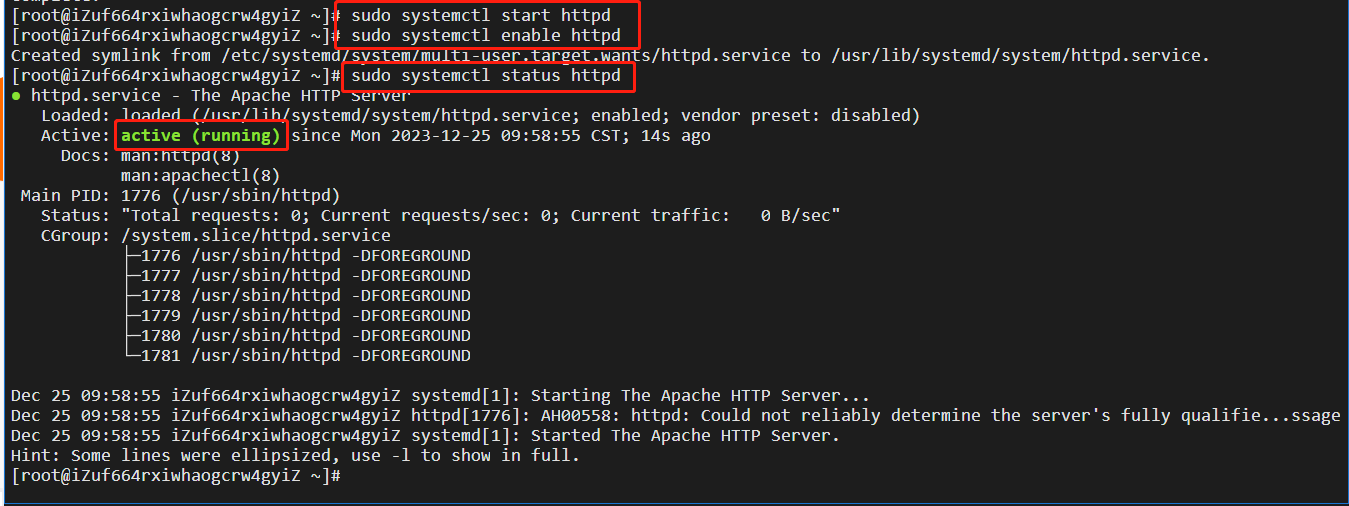 [root@iZuf664rxiwhaogcrw4gyiZ ~]# sudo systemctl start httpd
[root@iZuf664rxiwhaogcrw4gyiZ ~]# sudo systemctl enable httpd
Created symlink from /etc/systemd/system/multi-user.target.wants/httpd.service to /usr/lib/systemd/system/httpd.service.
[root@iZuf664rxiwhaogcrw4gyiZ ~]# sudo systemctl status httpd
● httpd.service - The Apache HTTP Server
   Loaded: loaded (/usr/lib/systemd/system/httpd.service; enabled; vendor preset: disabled)
   Active: active (running) since Mon 2023-12-25 09:58:55 CST; 14s ago
     Docs: man:httpd(8)
           man:apachectl(8)
 Main PID: 1776 (/usr/sbin/httpd)
   Status: "Total requests: 0; Current requests/sec: 0; Current traffic:   0 B/sec"
   CGroup: /system.slice/httpd.service
           ├─1776 /usr/sbin/httpd -DFOREGROUND
           ├─1777 /usr/sbin/httpd -DFOREGROUND
           ├─1778 /usr/sbin/httpd -DFOREGROUND
           ├─1779 /usr/sbin/httpd -DFOREGROUND
           ├─1780 /usr/sbin/httpd -DFOREGROUND
           └─1781 /usr/sbin/httpd -DFOREGROUND
Dec 25 09:58:55 iZuf664rxiwhaogcrw4gyiZ systemd[1]: Starting The Apache HTTP Server...
Dec 25 09:58:55 iZuf664rxiwhaogcrw4gyiZ httpd[1776]: AH00558: httpd: Could not reliably determine the server's fully qualifie...ssage
Dec 25 09:58:55 iZuf664rxiwhaogcrw4gyiZ systemd[1]: Started The Apache HTTP Server.
Hint: Some lines were ellipsized, use -l to show in full.
[root@iZuf664rxiwhaogcrw4gyiZ ~]#